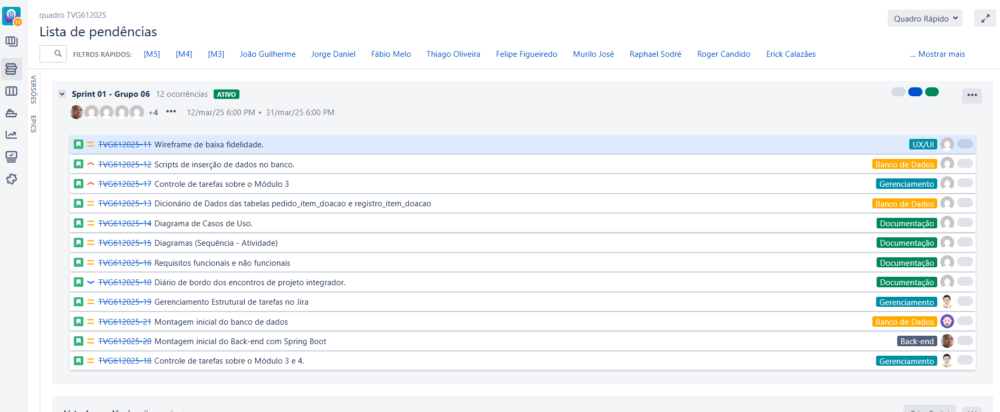 quadro TVG612025
Lista de pendências
Quadro Rápido
FILTROS RÁPIDOS: [M5] [M4] [M3] João Guilherme Jorge Daniel Fábio Melo Thiago Oliveira Felipe Figueiredo Murilo José Raphael Sodré Roger Candido Erick Calazães ... Mostrar mais
VERSÕES
EPICS
Sprint 01 - Grupo 06 12 ocorrências ATIVO
+4 ••• 12/mar/25 6:00 PM • 31/mar/25 6:00 PM
TVG612025-11 Wireframe de baixa fidelidade. UX/UI
TVG612025-12 Scripts de inserção de dados no banco. Banco de Dados
TVG612025-17 Controle de tarefas sobre o Módulo 3 Gerenciamento
TVG612025-13 Dicionário de Dados das tabelas pedido_item_doacao e registro_item_doacao Banco de Dados
TVG612025-14 Diagrama de Casos de Uso. Documentação
TVG612025-15 Diagramas (Sequência - Atividade) Documentação
TVG612025-16 Requisitos funcionais e não funcionais Documentação
TVG612025-10 Diário de bordo dos encontros de projeto integrador. Documentação
TVG612025-19 Gerenciamento Estrutural de tarefas no Jira Gerenciamento
TVG612025-21 Montagem inicial do banco de dados Banco de Dados
TVG612025-20 Montagem inicial do Back-end com Spring Boot Back-end
TVG612025-18 Controle de tarefas sobre o Módulo 3 e 4. Gerenciamento